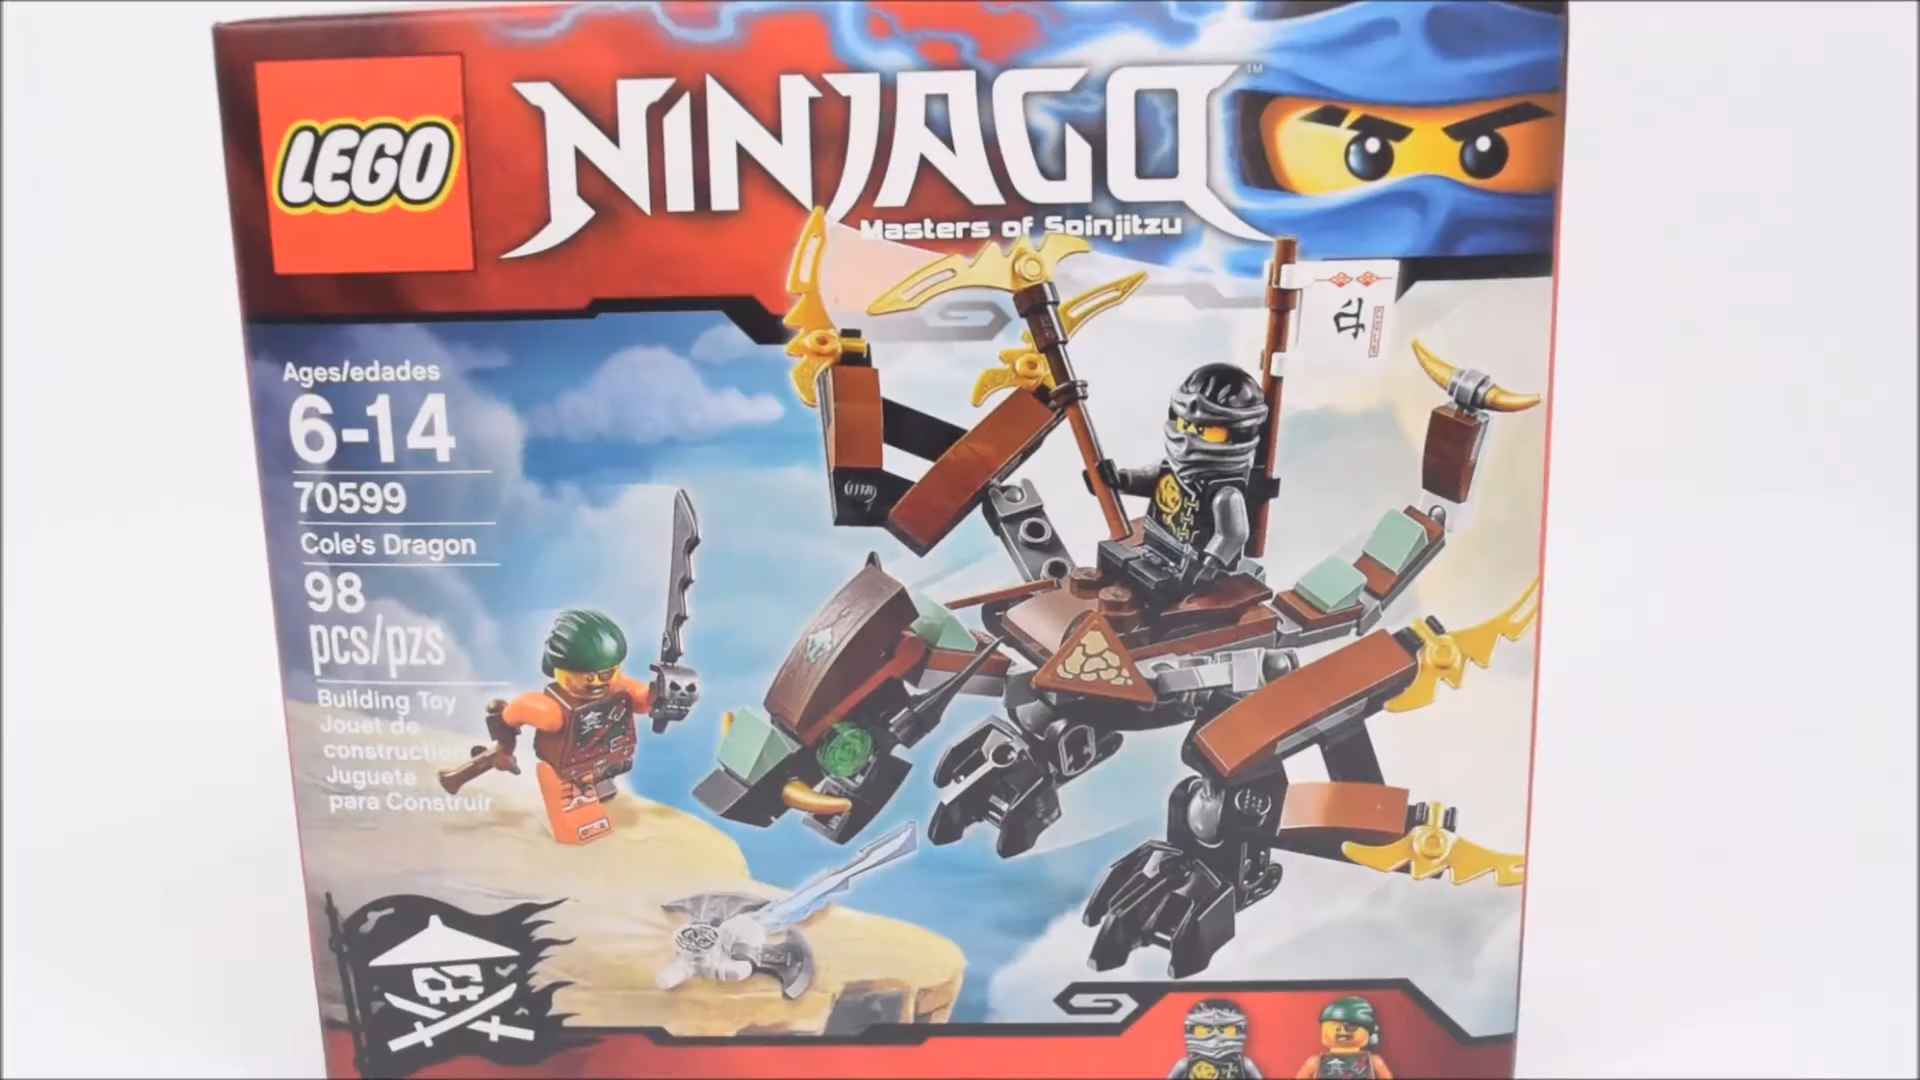 LEGO
NINJAGO™
Masters of Spinjitzu
Ages/edades
6-14
70599
Cole's Dragon
98
pcs/pzs
Building Toy
Jouet de
construction
Juguete
para Construir